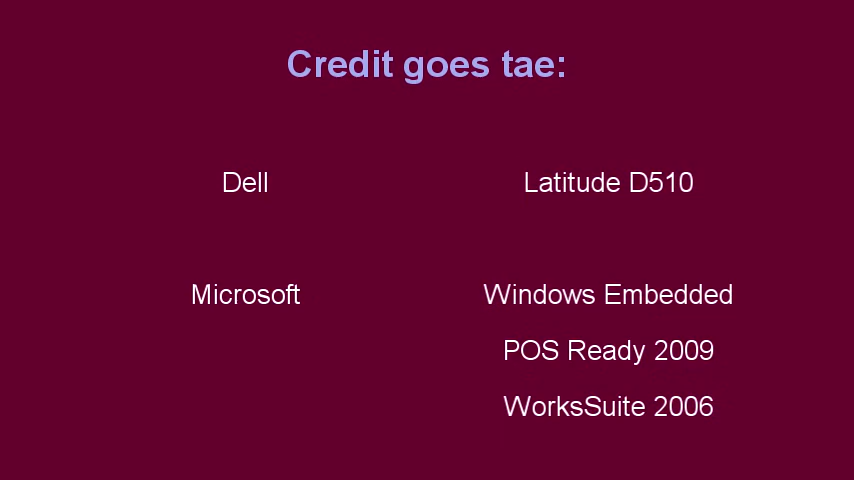 Credit goes tae:
Dell Latitude D510
Microsoft Windows Embedded
POS Ready 2009
WorksSuite 2006